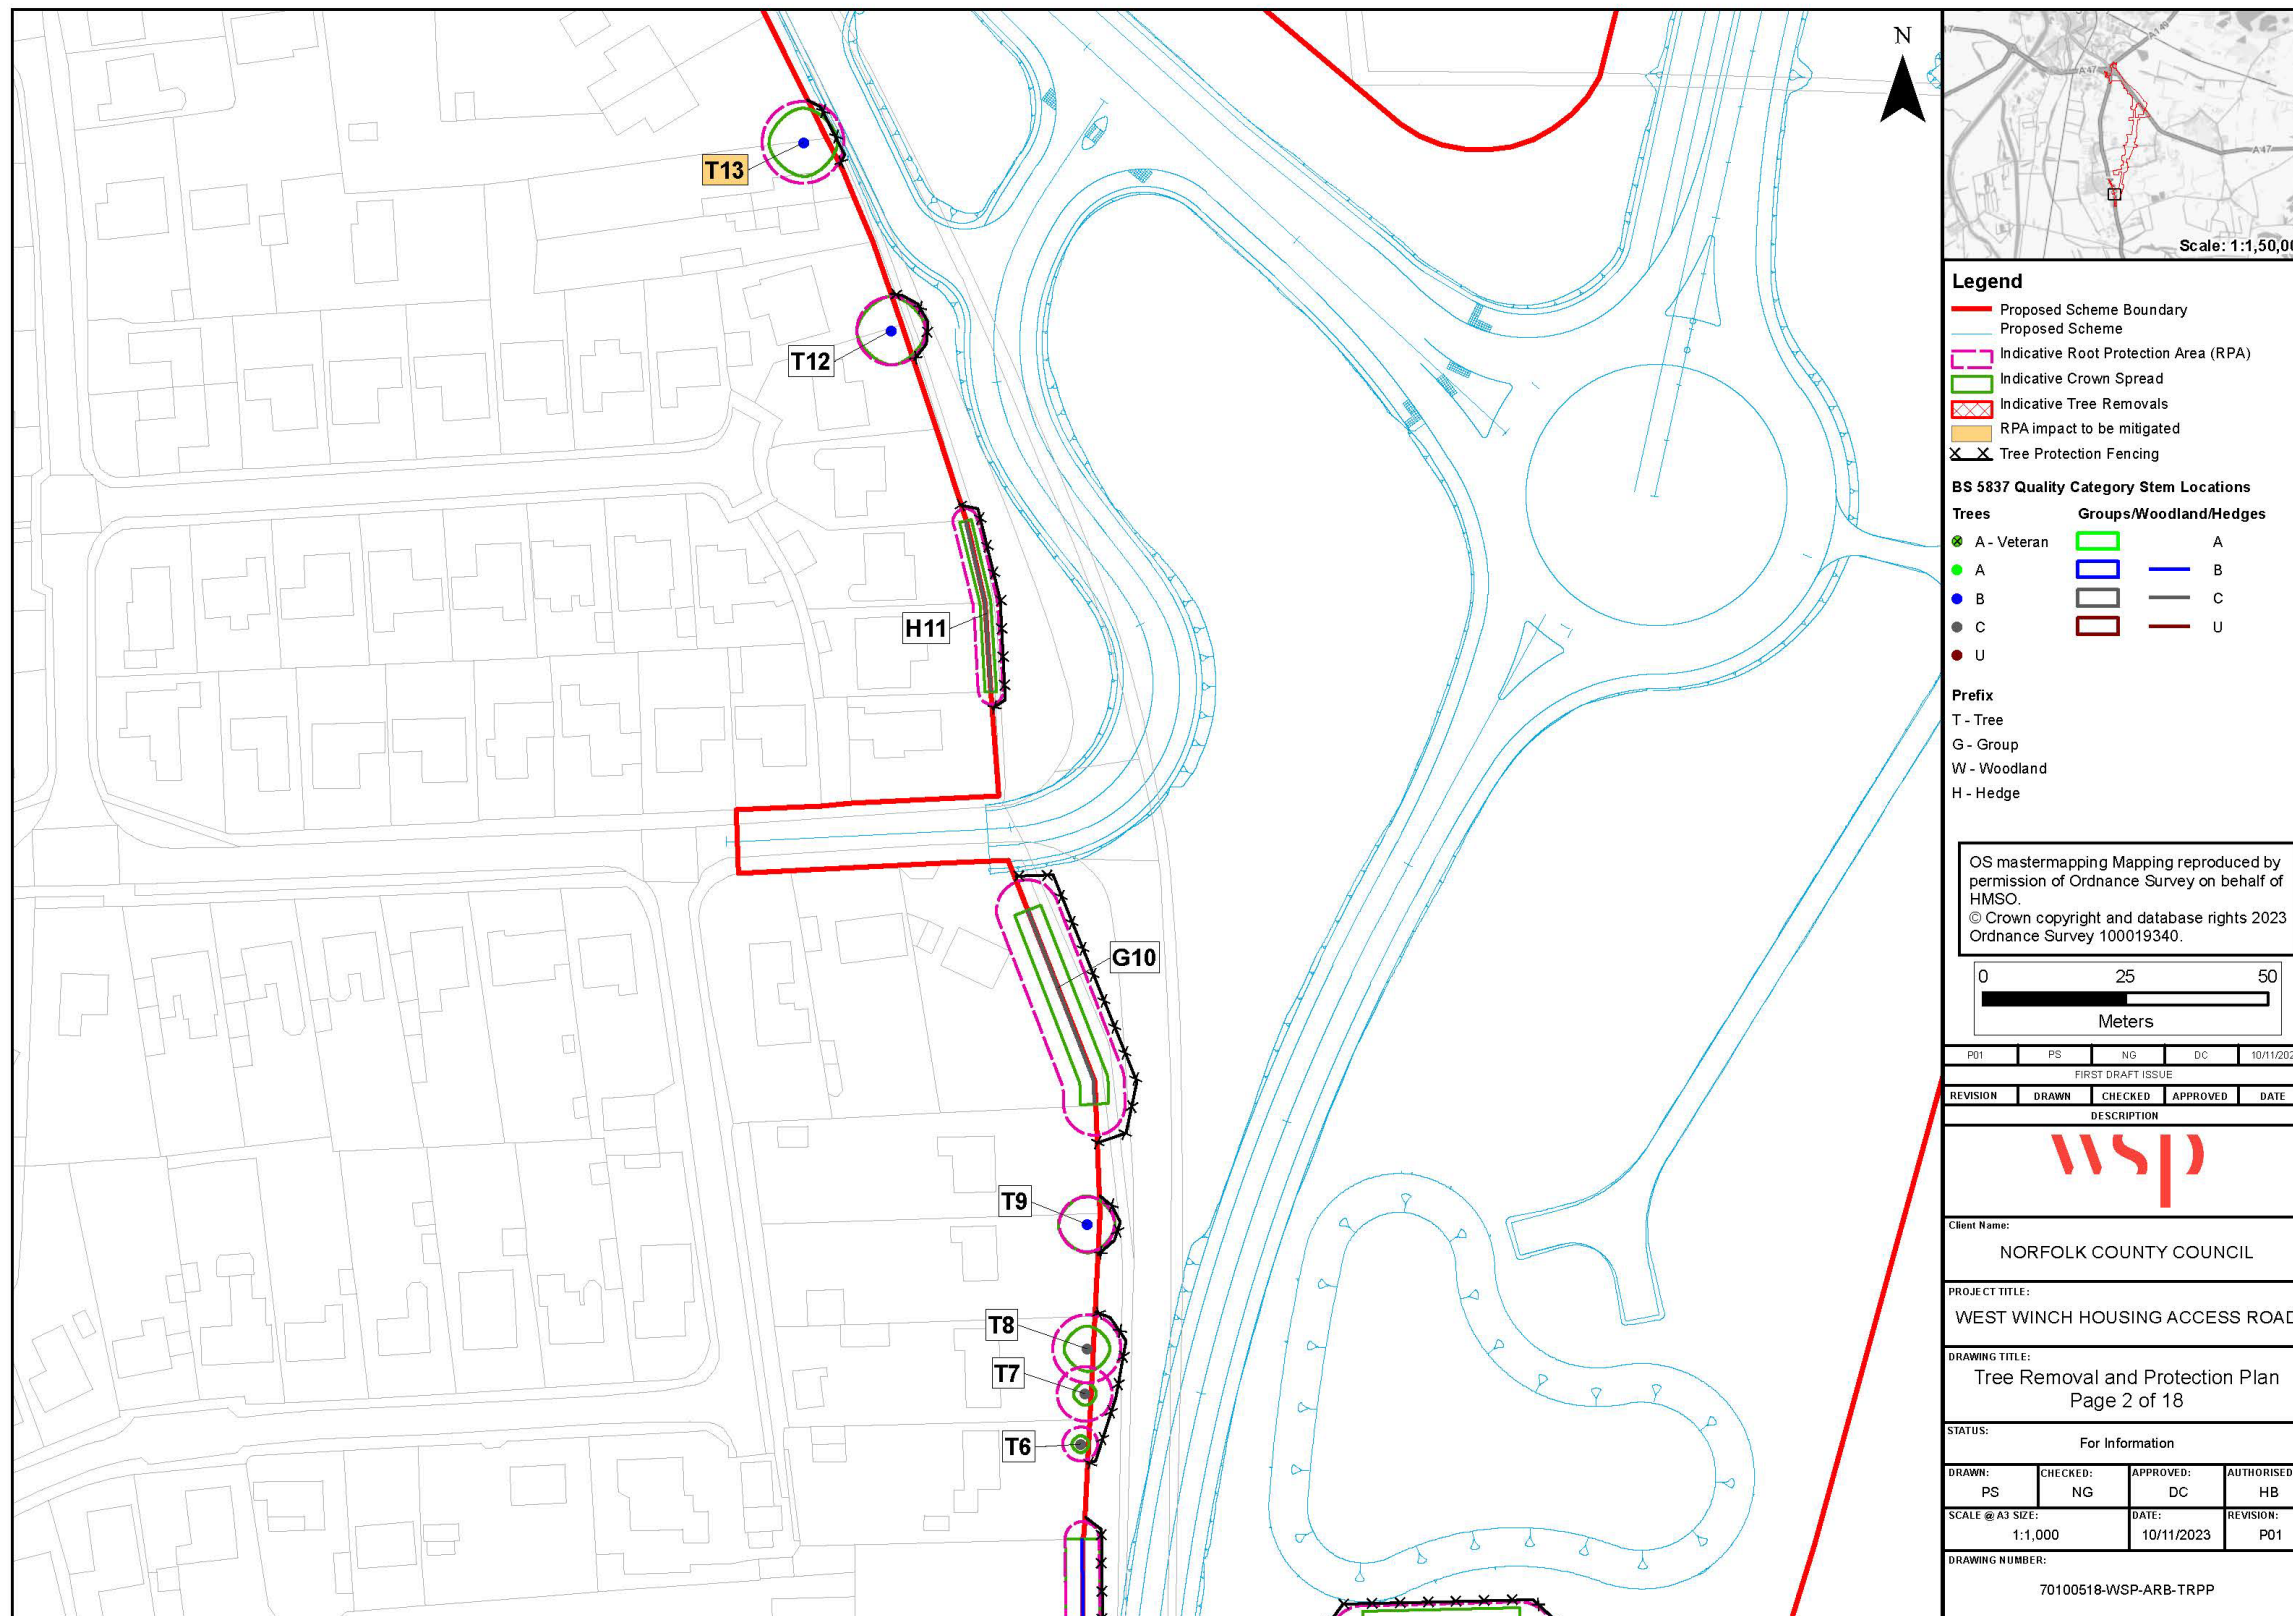 N
T13
T12
H11
G10
T9
T8
T7
T6
A149
A47
A47
Legend
Proposed Scheme Boundary
Proposed Scheme
Indicative Root Protection Area (RPA)
Indicative Crown Spread
Indicative Tree Removals
RPA impact to be mitigated
Tree Protection Fencing
BS 5837 Quality Category Stem Locations
Trees Groups/Woodland/Hedges
A - Veteran A
A B
B C
C U
U
Prefix
T - Tree
G - Group
W - Woodland
H - Hedge
OS mastermapping Mapping reproduced by
permission of Ordnance Survey on behalf of
HMSO.
© Crown copyright and database rights 2023
Ordnance Survey 100019340.
0 25 50
Meters
P01 PS NG DC
FIRST DRAFT ISSUE
REVISION DRAWN CHECKED APPROVED DATE
DESCRIPTION
wsp
Client Name:
NORFOLK COUNTY COUNCIL
PROJECT TITLE:
WEST WINCH HOUSING ACCESS ROAD
DRAWING TITLE:
Tree Removal and Protection Plan
Page 2 of 18
STATUS:
For Information
DRAWN: CHECKED: APPROVED: AUTHORISED
PS NG DC HB
SCALE @ A3 SIZE: DATE: REVISION:
1:1,000 10/11/2023 P01
DRAWING NUMBER:
70100518-WSP-ARB-TRPP